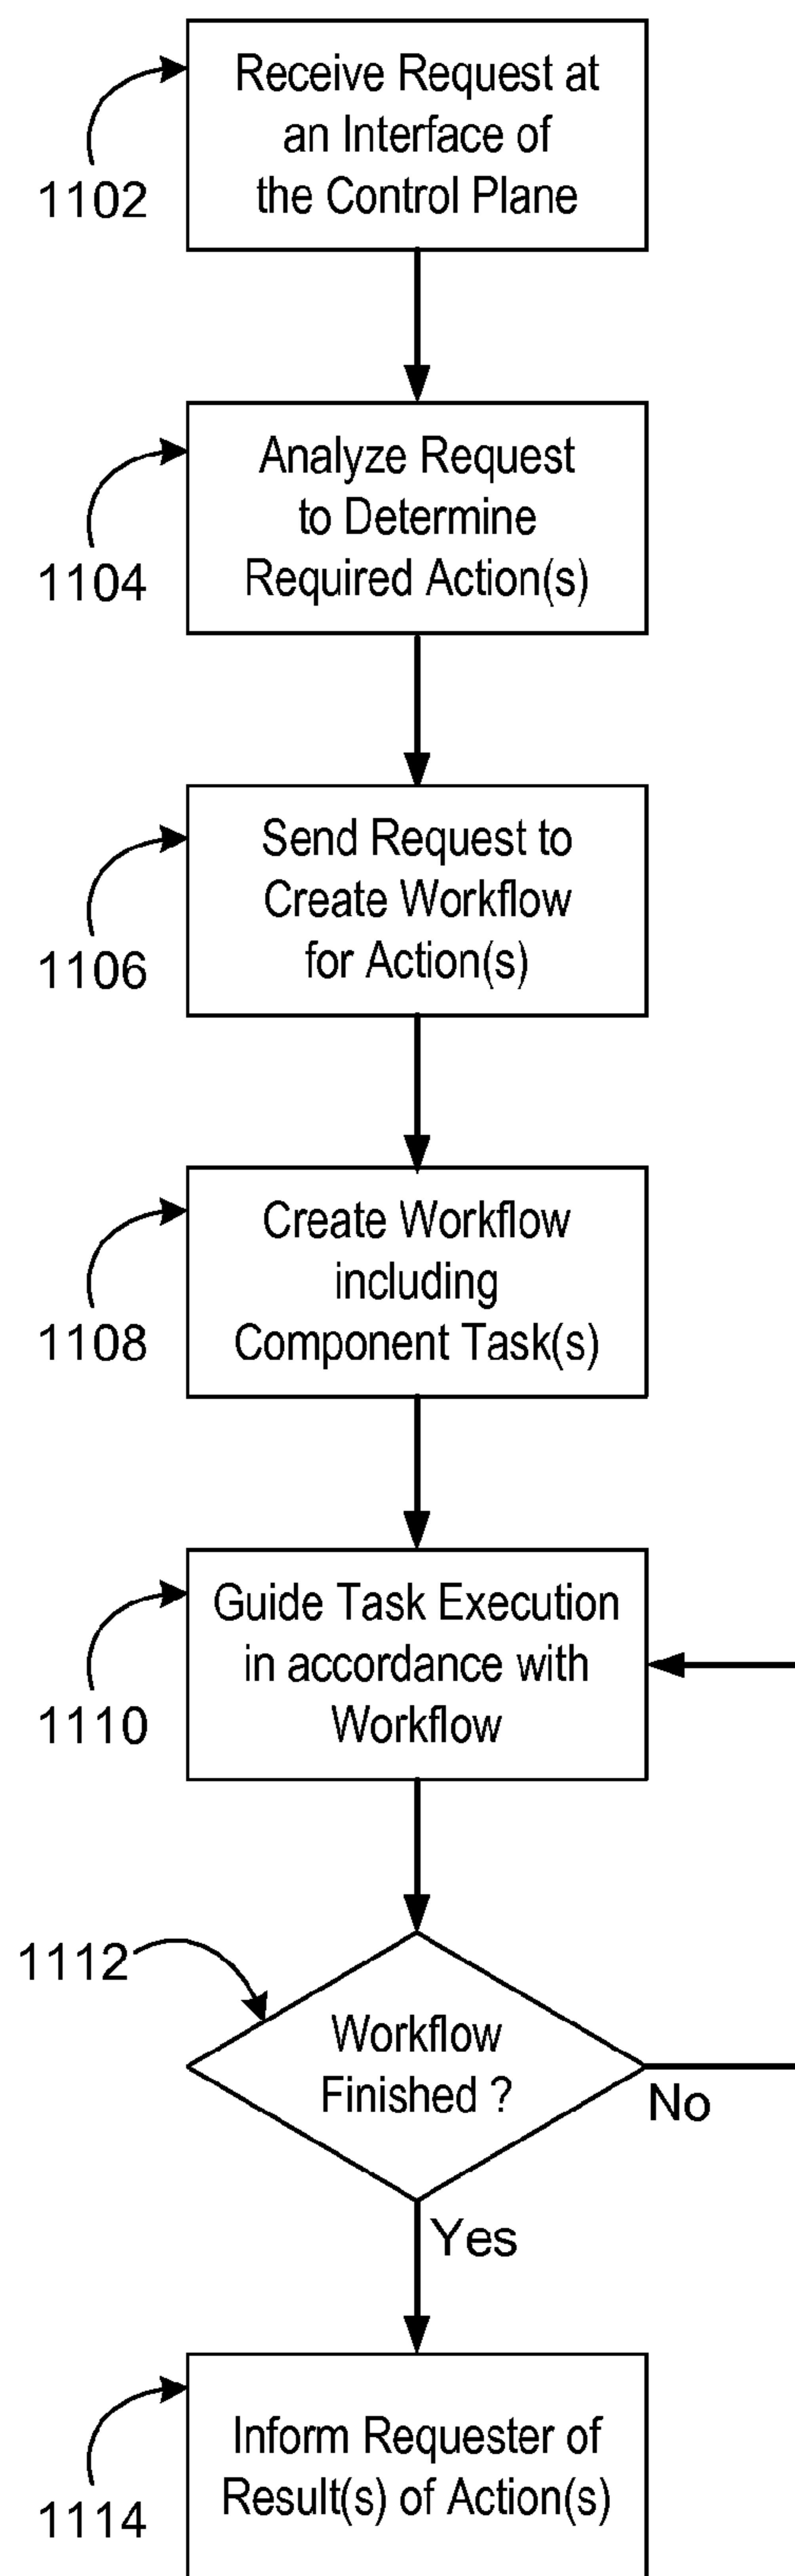 Receive Request at
an Interface of
the Control Plane
1102
Analyze Request
to Determine
Required Action(s)
1104
Send Request to
Create Workflow
for Action(s)
1106
Create Workflow
including
Component Task(s)
1108
Guide Task Execution
in accordance with
Workflow
1110
1112
Workflow
Finished ?
No
Yes
Inform Requester of
Result(s) of Action(s)
1114